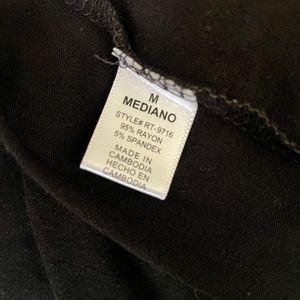 M
MEDIANO
STYLE# RT-9716
95% RAYON
5% SPANDEX
MADE IN
CAMBODIA
HECHO EN
CAMBODIA